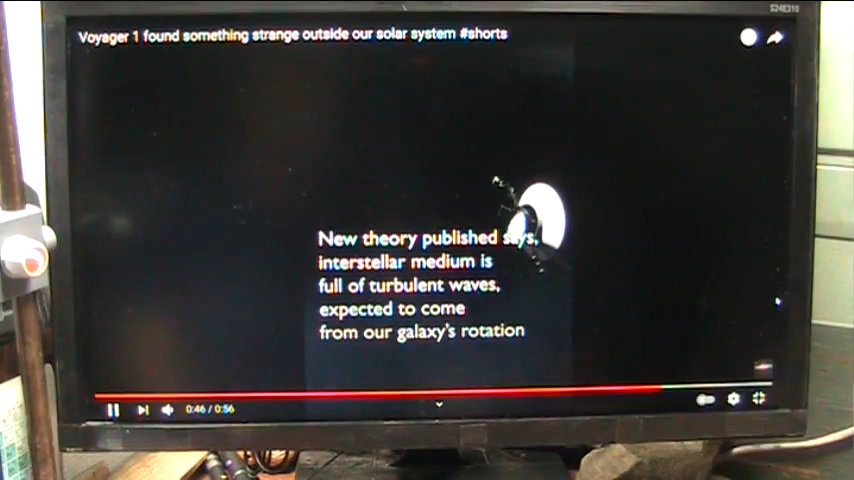 Voyager 1 found something strange outside our solar system #shorts
New theory published says,
interstellar medium is
full of turbulent waves,
expected to come
from our galaxy's rotation
0:46 / 0:56